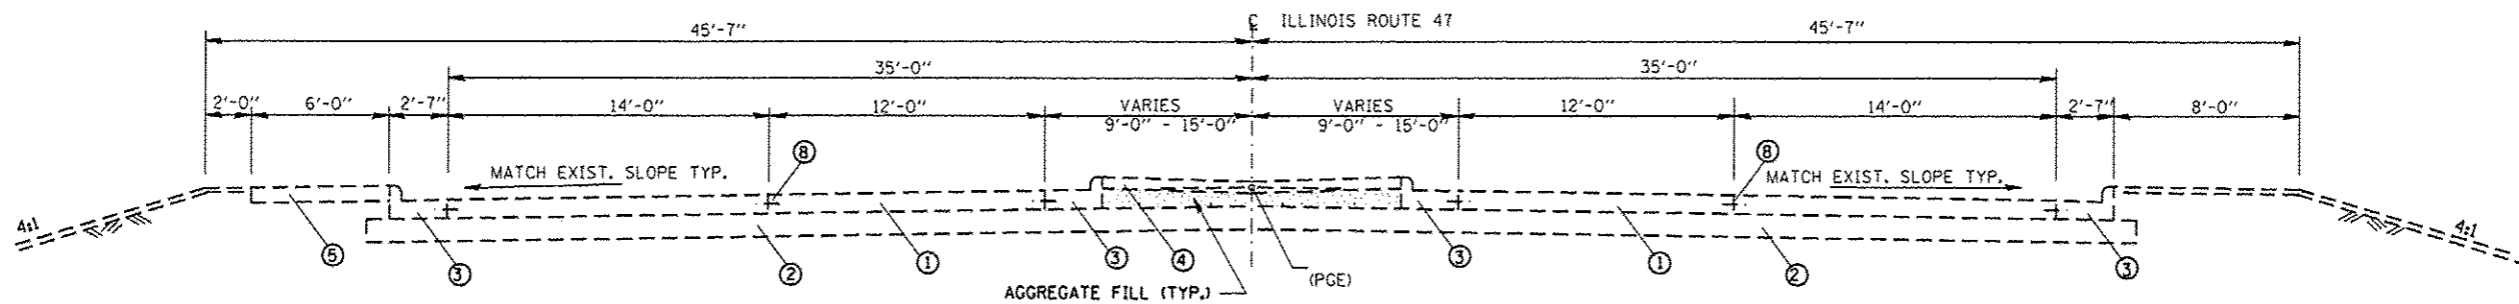 ℄ ILLINOIS ROUTE 47
45'-7" 45'-7"
35'-0" 35'-0"
2'-0" 6'-0" 2'-7" 14'-0" 12'-0" VARIES VARIES 12'-0" 14'-0" 2'-7" 8'-0"
9'-0" - 15'-0" 9'-0" - 15'-0"
8 8
MATCH EXIST. SLOPE TYP. MATCH EXIST. SLOPE TYP.
4:1 4:1
5 3 2 1 3 4 3 1 2 3
(PGE)
AGGREGATE FILL (TYP.)